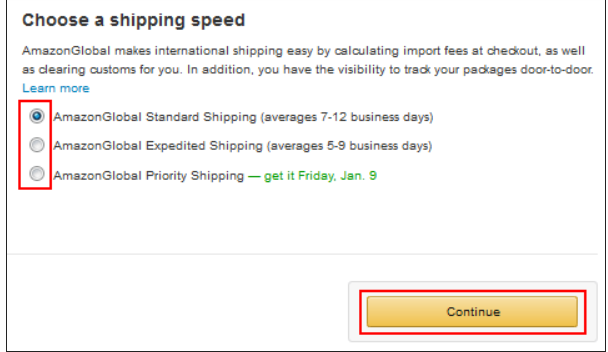 Choose a shipping speed
AmazonGlobal makes international shipping easy by calculating import fees at checkout, as well
as clearing customs for you. In addition, you have the visibility to track your packages door-to-door.
Learn more
AmazonGlobal Standard Shipping (averages 7-12 business days)
AmazonGlobal Expedited Shipping (averages 5-9 business days)
AmazonGlobal Priority Shipping — get it Friday, Jan. 9
Continue